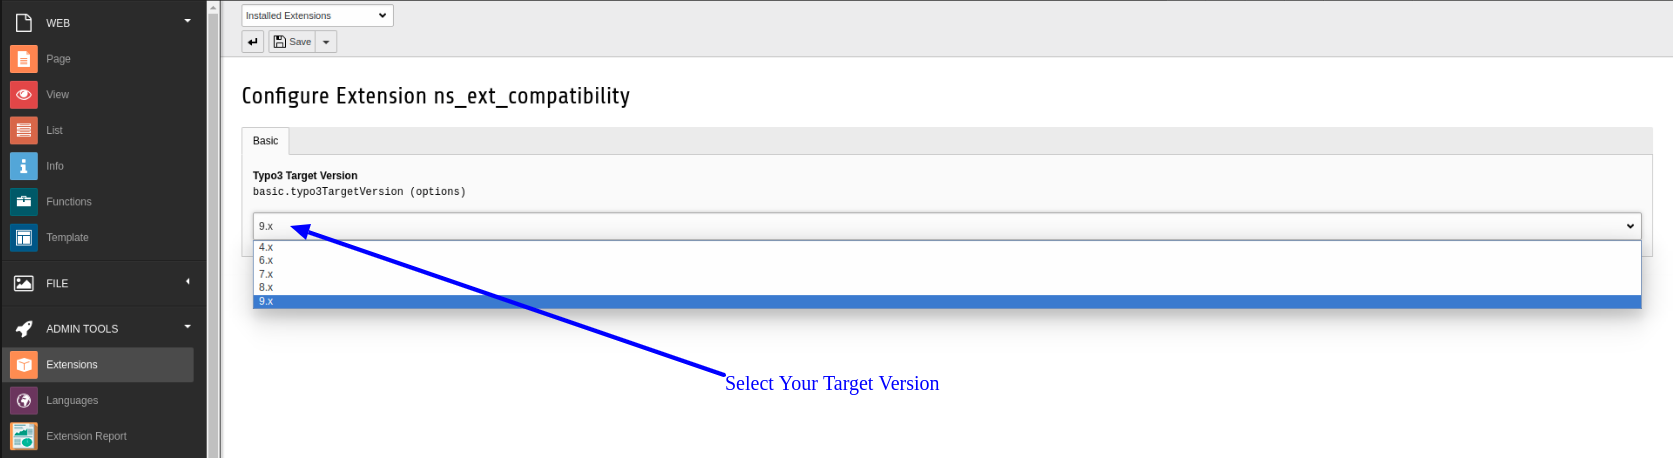 WEB
Page
View
List
Info
Functions
Template
FILE
ADMIN TOOLS
Extensions
Languages
Extension Report
Installed Extensions
Save
Configure Extension ns_ext_compatibility
Basic
Typo3 Target Version
basic.typo3TargetVersion (options)
9.x
4.x
6.x
7.x
8.x
9.x
Select Your Target Version